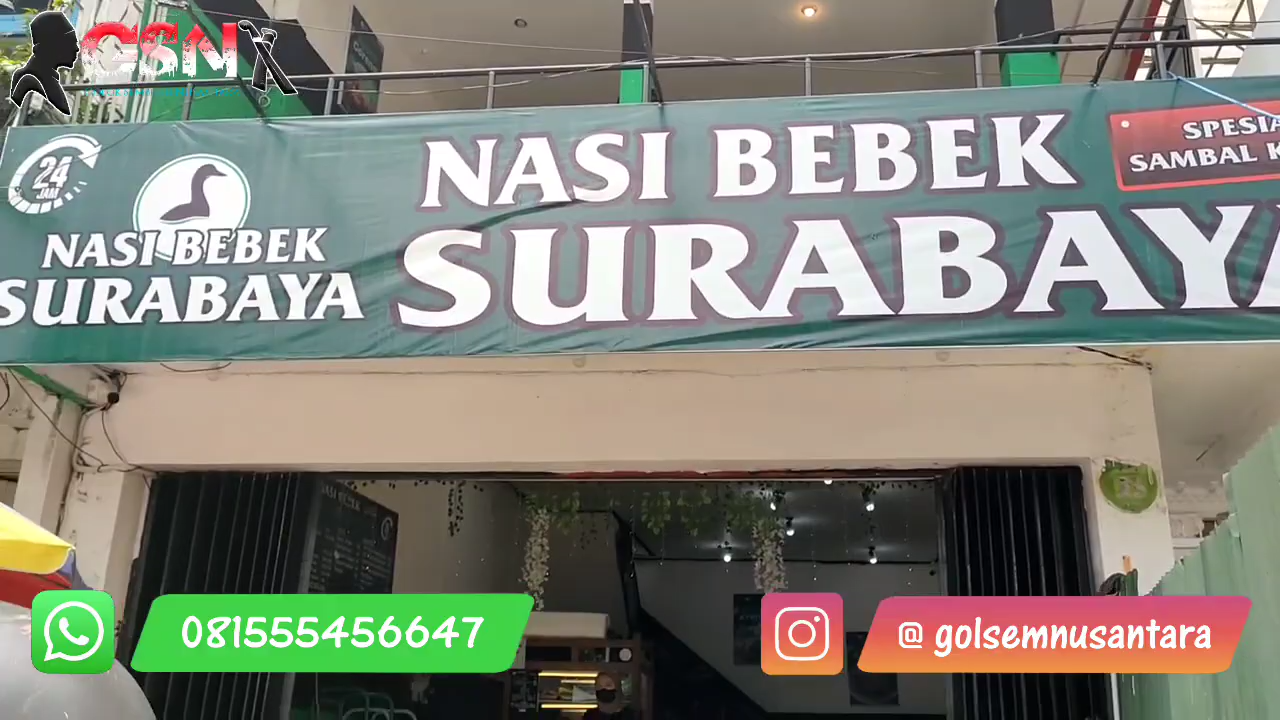 GSN
24
JAM
NASI BEBEK
SURABAYA
NASI BEBEK
SURABAYA
SPESIA
SAMBAL K
081555456647
@ golsemnusantara